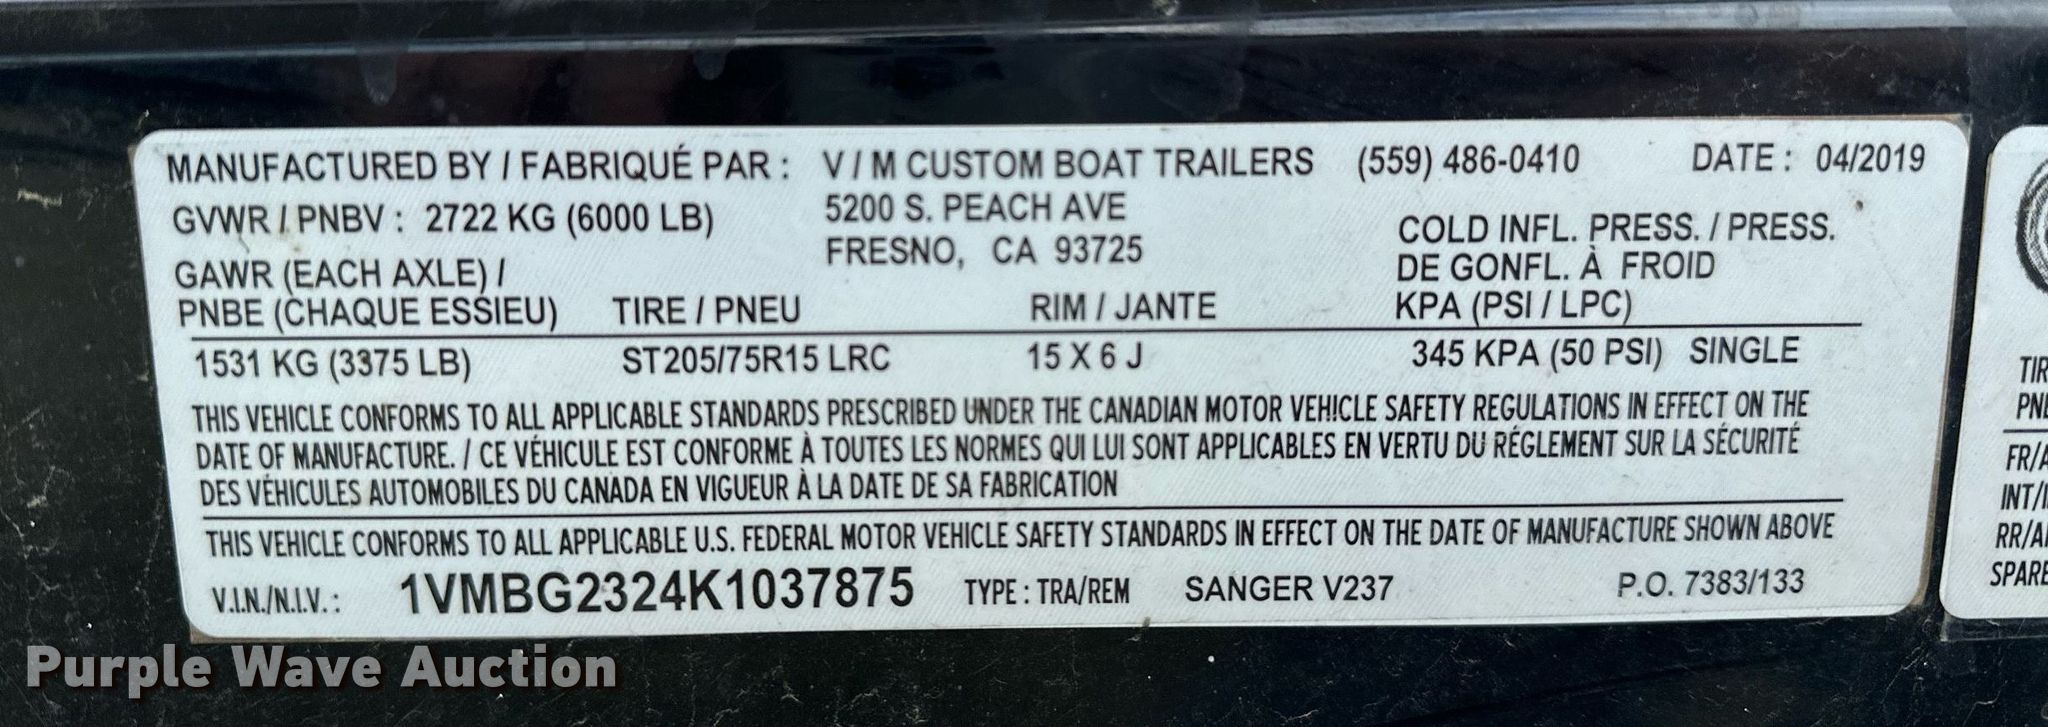 MANUFACTURED BY / FABRIQUÉ PAR : V / M CUSTOM BOAT TRAILERS (559) 486-0410 DATE : 04/2019
GVWR / PNBV : 2722 KG (6000 LB) 5200 S. PEACH AVE
FRESNO, CA 93725
COLD INFL. PRESS. / PRESS.
DE GONFL. À FROID
GAWR (EACH AXLE) /
PNBE (CHAQUE ESSIEU) TIRE / PNEU RIM / JANTE KPA (PSI / LPC)
1531 KG (3375 LB) ST205/75R15 LRC 15 X 6 J 345 KPA (50 PSI) SINGLE
THIS VEHICLE CONFORMS TO ALL APPLICABLE STANDARDS PRESCRIBED UNDER THE CANADIAN MOTOR VEHICLE SAFETY REGULATIONS IN EFFECT ON THE
DATE OF MANUFACTURE. / CE VÉHICULE EST CONFORME À TOUTES LES NORMES QUI LUI SONT APPLICABLES EN VERTU DU RÉGLEMENT SUR LA SÉCURITÉ
DES VÉHICULES AUTOMOBILES DU CANADA EN VIGUEUR À LA DATE DE SA FABRICATION
THIS VEHICLE CONFORMS TO ALL APPLICABLE U.S. FEDERAL MOTOR VEHICLE SAFETY STANDARDS IN EFFECT ON THE DATE OF MANUFACTURE SHOWN ABOVE
V.I.N./N.I.V. : 1VMBG2324K1037875 TYPE : TRA/REM SANGER V237 P.O. 7383/133
TIR
PNE
FR/A
INT/I
RR/A
SPARE
Purple Wave Auction